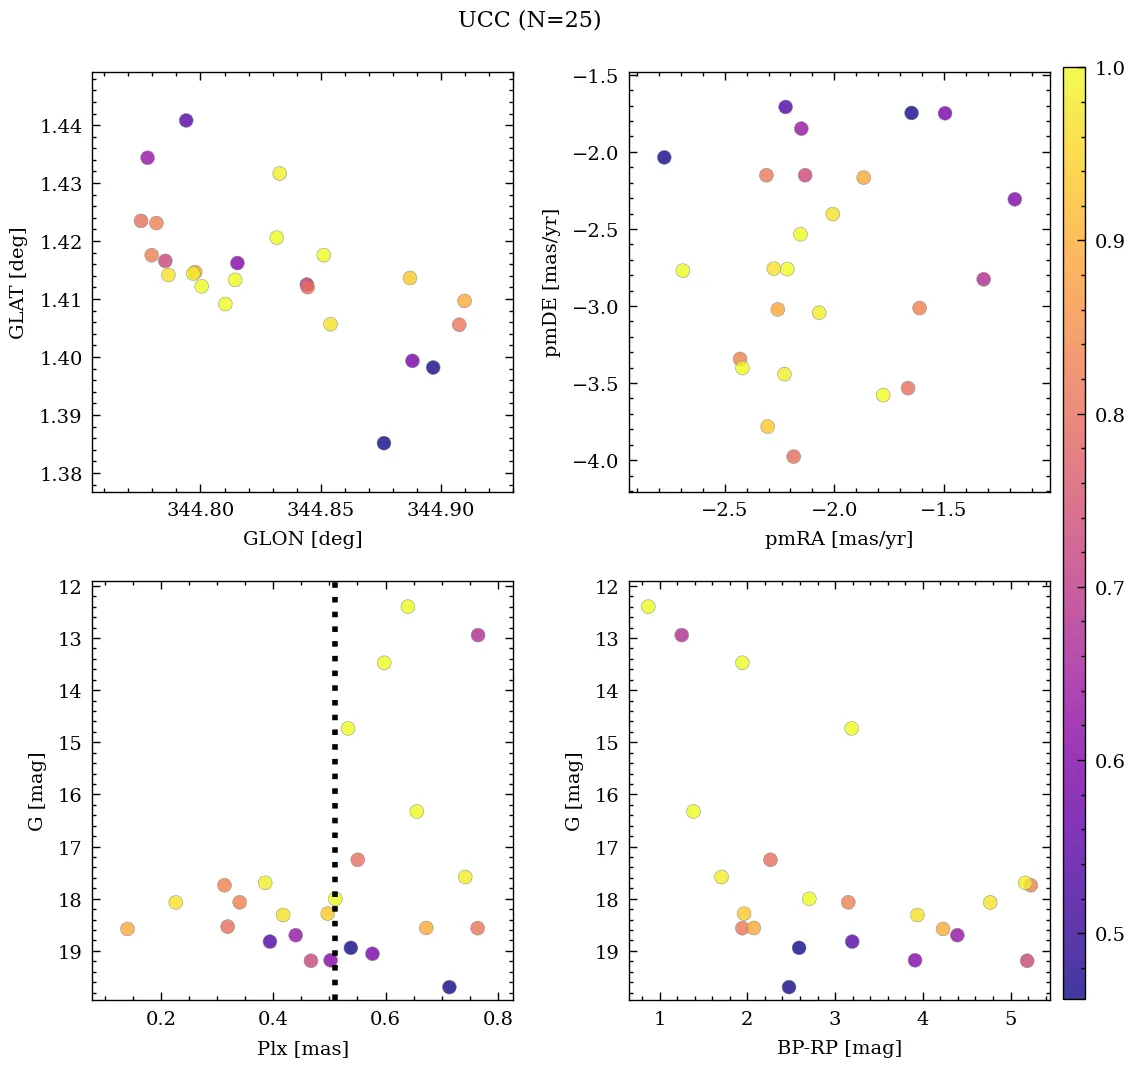 UCC (N=25)
1.44
1.43
1.42
1.41
1.40
1.39
1.38
GLAT [deg]
344.80 344.85 344.90
GLON [deg]
−1.5
−2.0
−2.5
−3.0
−3.5
−4.0
pmDE [mas/yr]
−2.5 −2.0 −1.5
pmRA [mas/yr]
1.0
0.9
0.8
0.7
0.6
0.5
12
13
14
15
16
17
18
19
G [mag]
0.2 0.4 0.6 0.8
Plx [mas]
12
13
14
15
16
17
18
19
G [mag]
1 2 3 4 5
BP-RP [mag]